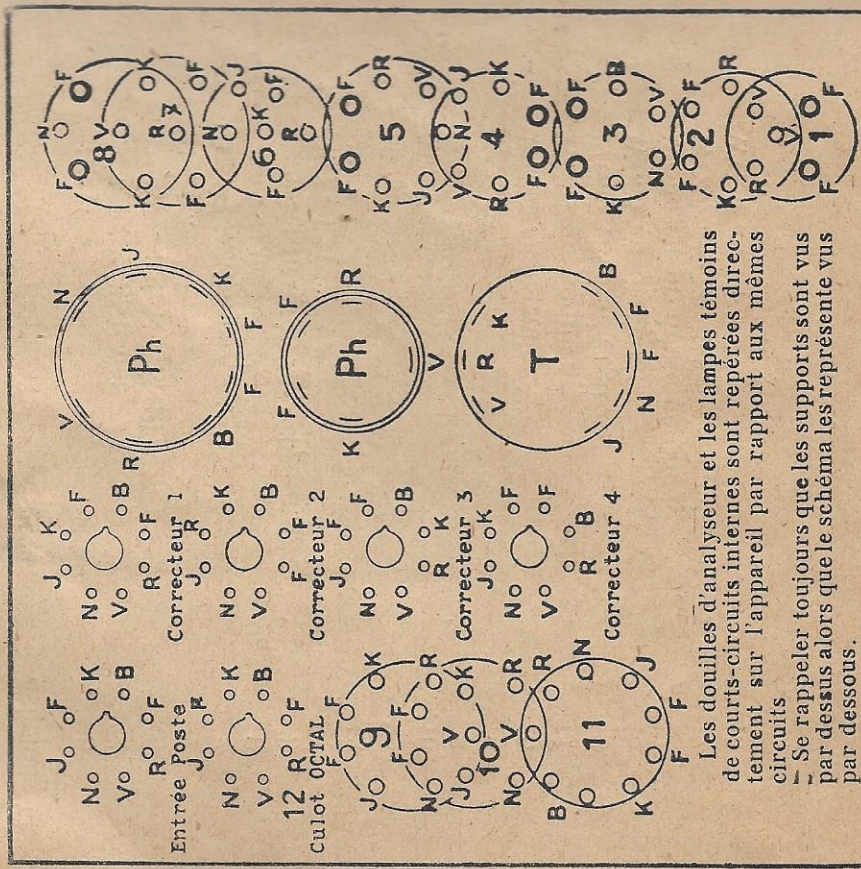 J F
N K
V B
R F
Entrée Poste
J F
N K
V B
R F
12
Culot OCTAL
F F
J K
9
N R
F F
J K
10
N R
V
V
B R
N
11
K J
F F
J K
N F
V B
R F
Correcteur 1
J R
N K
V B
F F
Correcteur 2
J F
N F
V B
R K
Correcteur 3
J K
N F
V F
R B
Correcteur 4
V N
R J
Ph
B K
F F
F F
K Ph R
V
V R K
T
J B
N F F
N
F F
8
V
K K
R 7
F F
N J
6
K
F F
R
F F
K 5 R
J V
N
V J
R 4 K
F F
F F
K 3 B
N V
F 2 F
K R
9
R V
V
1
F F
Les douilles d'analyseur et les lampes témoins
de courts-circuits internes sont repérées direc-
tement sur l'appareil par rapport aux mêmes
circuits
- Se rappeler toujours que les supports sont vus
par dessus alors que le schéma les représente vus
par dessous.